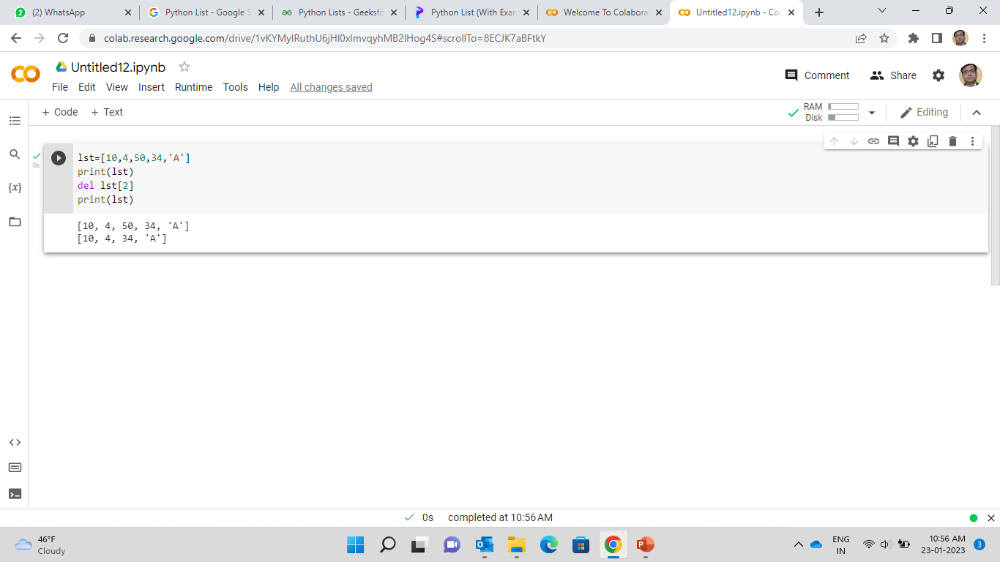 (2) WhatsApp
Python List - Google S
Python Lists - Geeksfo
Python List (With Exam
Welcome To Colabora
Untitled12.ipynb - Col
colab.research.google.com/drive/
Untitled12.ipynb
Comment
Share
File Edit View Insert Runtime Tools Help All changes saved
+ Code + Text
RAM
Disk
Editing
0s
lst=[10,4,50,34,'A']
print(lst)
del lst[2]
print(lst)
{x}
[10, 4, 50, 34, 'A']
[10, 4, 34, 'A']
0s completed at 10:56 AM
46°F
Cloudy
ENG
IN
10:56 AM
23-01-2023
3